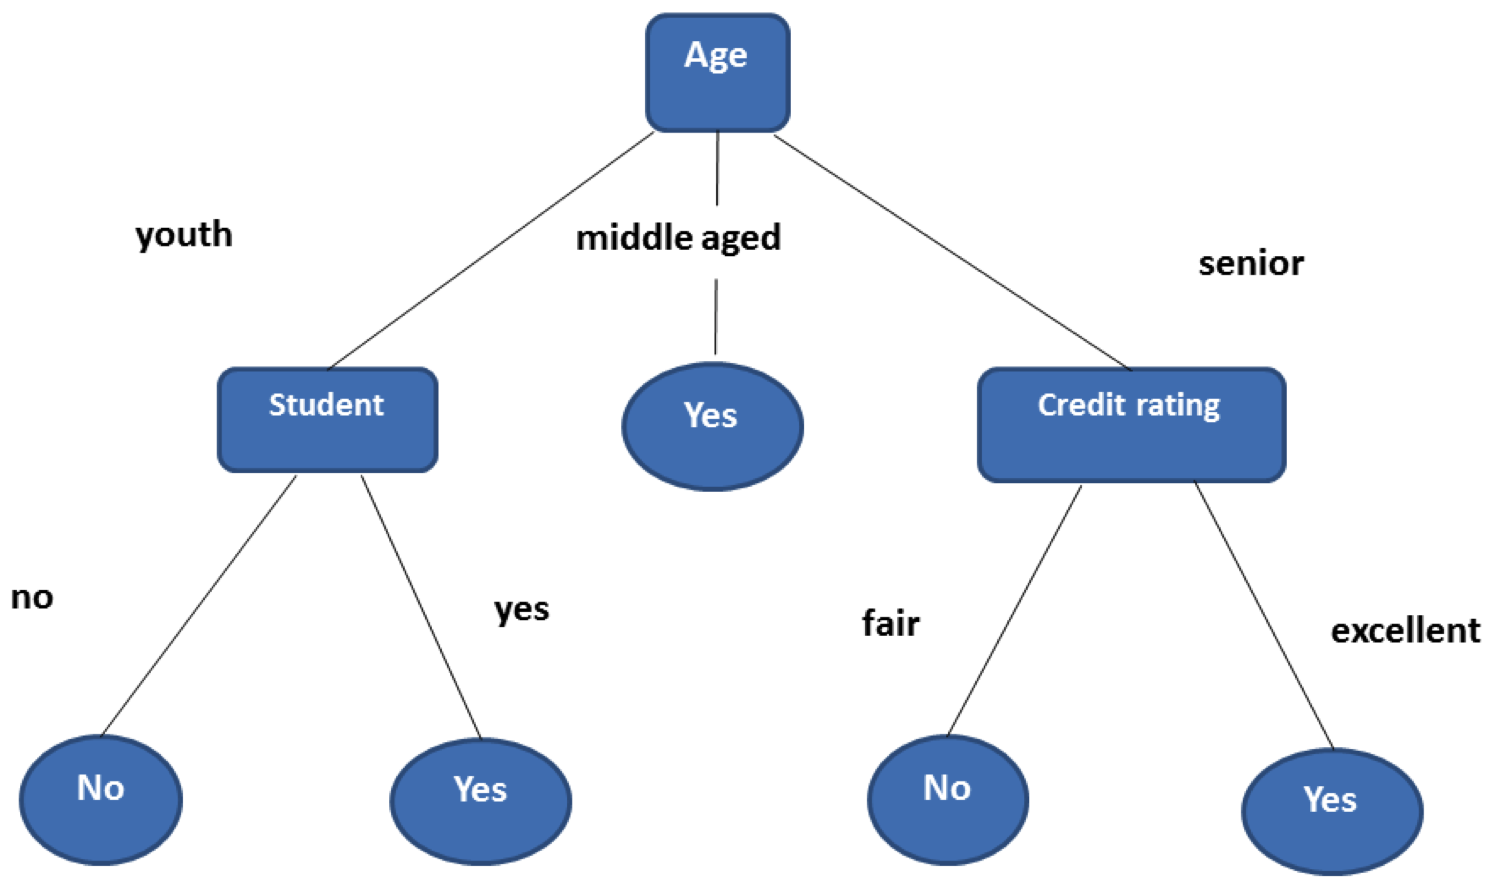 Age
youth
middle aged
senior
Student
Yes
Credit rating
no
yes
fair
excellent
No
Yes
No
Yes